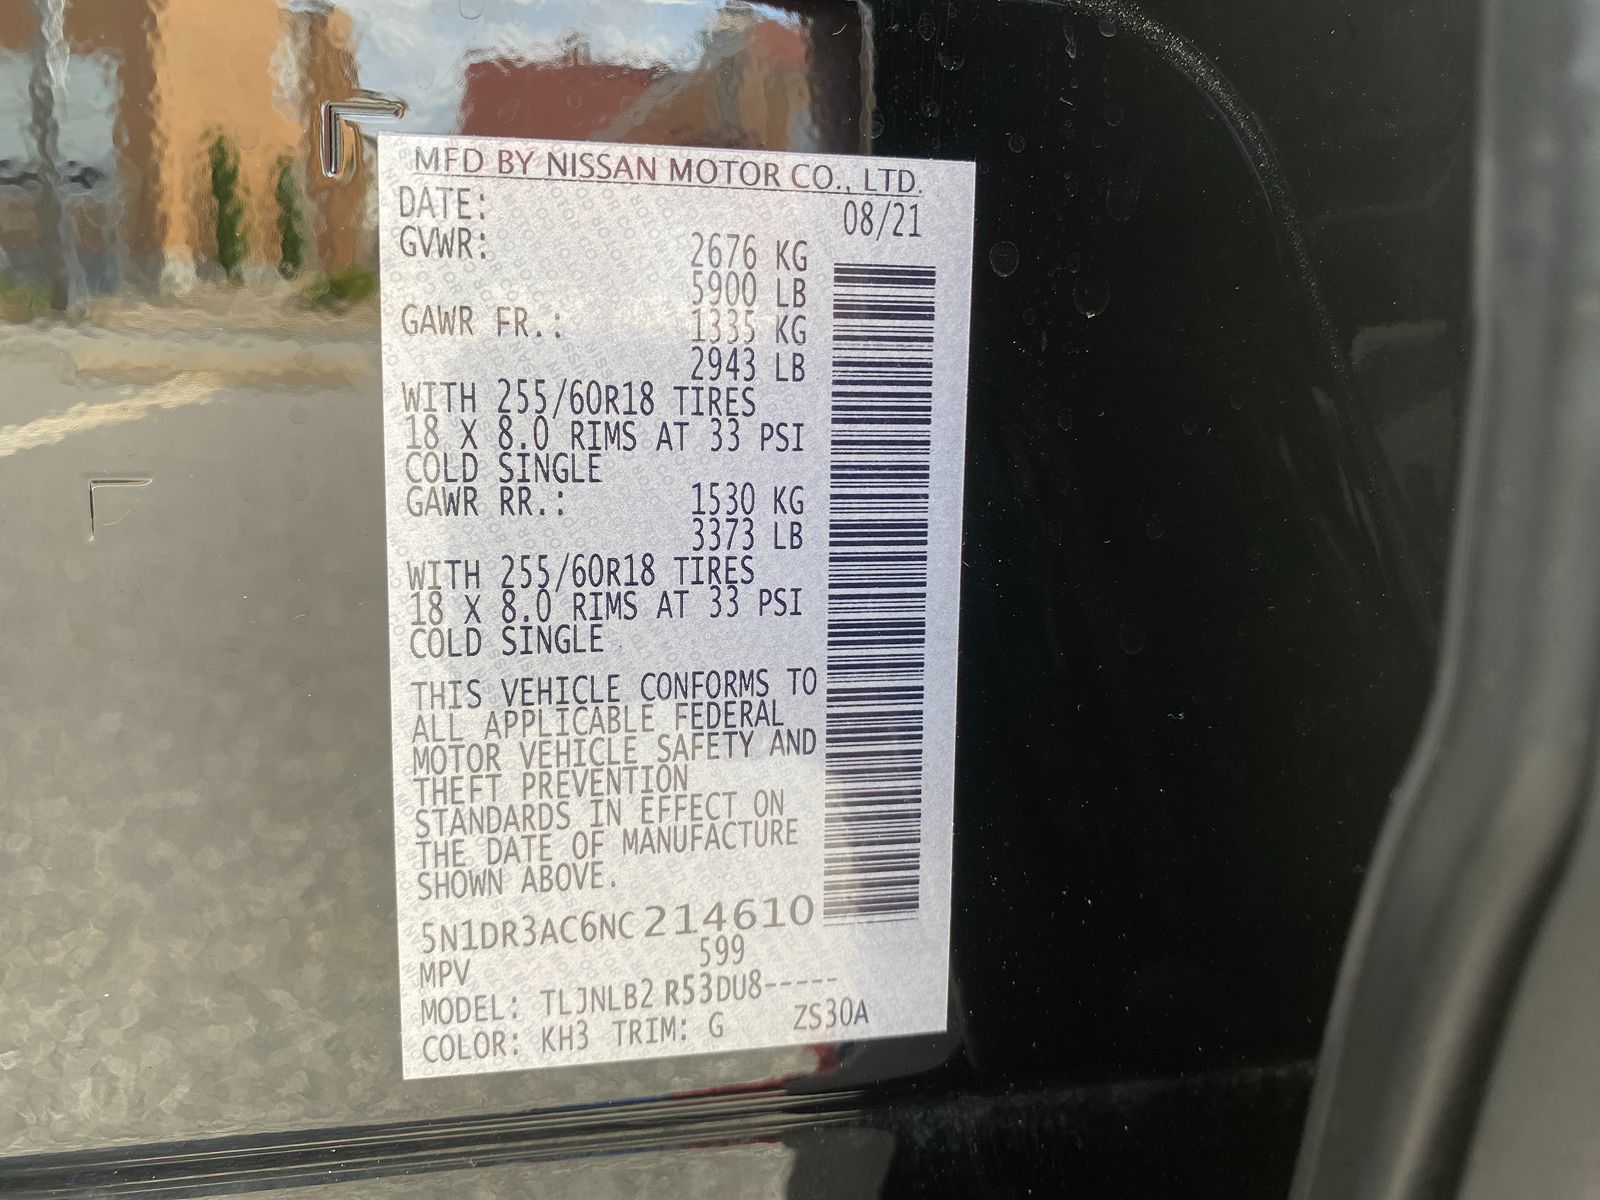 MFD BY NISSAN MOTOR CO., LTD.
DATE: 08/21
GVWR: 2676 KG
5900 LB
GAWR FR.: 1335 KG
2943 LB
WITH 255/60R18 TIRES
18 X 8.0 RIMS AT 33 PSI
COLD SINGLE
GAWR RR.: 1530 KG
3373 LB
WITH 255/60R18 TIRES
18 X 8.0 RIMS AT 33 PSI
COLD SINGLE
THIS VEHICLE CONFORMS TO
ALL APPLICABLE FEDERAL
MOTOR VEHICLE SAFETY AND
THEFT PREVENTION
STANDARDS IN EFFECT ON
THE DATE OF MANUFACTURE
SHOWN ABOVE.
5N1DR3AC6NC214610
MPV 599
MODEL: TLJNLB2 R53DU8-----
COLOR: KH3 TRIM: G ZS30A